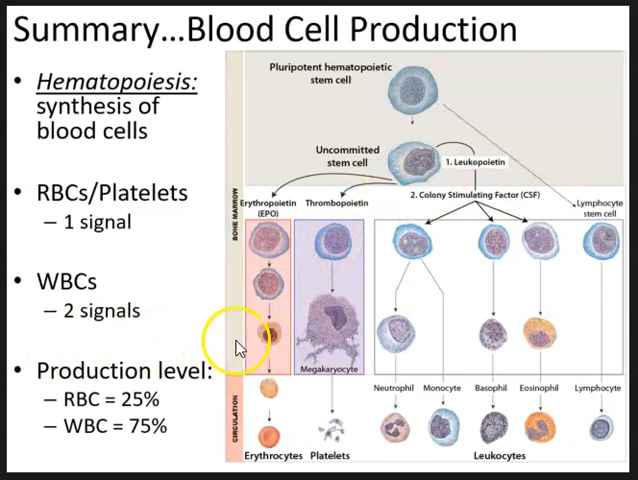 Summary...Blood Cell Production
• Hematopoiesis:
synthesis of
blood cells
• RBCs/Platelets
– 1 signal
• WBCs
– 2 signals
• Production level:
– RBC = 25%
– WBC = 75%
Pluripotent hematopoietic
stem cell
Uncommitted
stem cell
1. Leukopoietin
2. Colony Stimulating Factor (CSF)
Erythropoietin
(EPO)
Thrombopoietin
Lymphocyte
stem cell
BONE MARROW
Megakaryocyte
Neutrophil
Monocyte
Basophil
Eosinophil
Lymphocyte
CIRCULATION
Erythrocytes
Platelets
Leukocytes